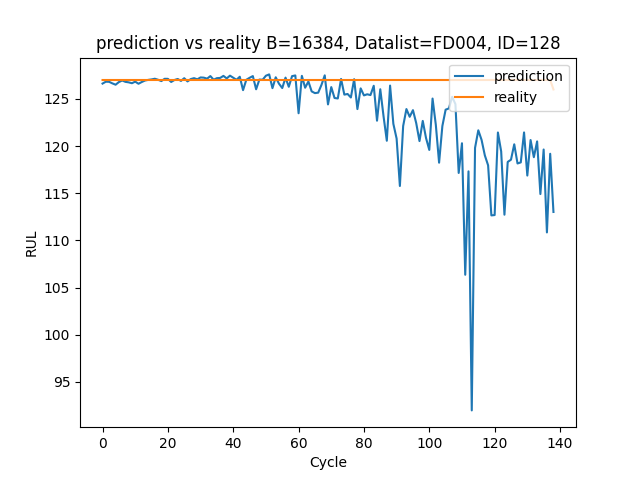 prediction vs reality B=16384, Datalist=FD004, ID=128
prediction
reality
125
120
115
110
105
100
95
RUL
0 20 40 60 80 100 120 140
Cycle